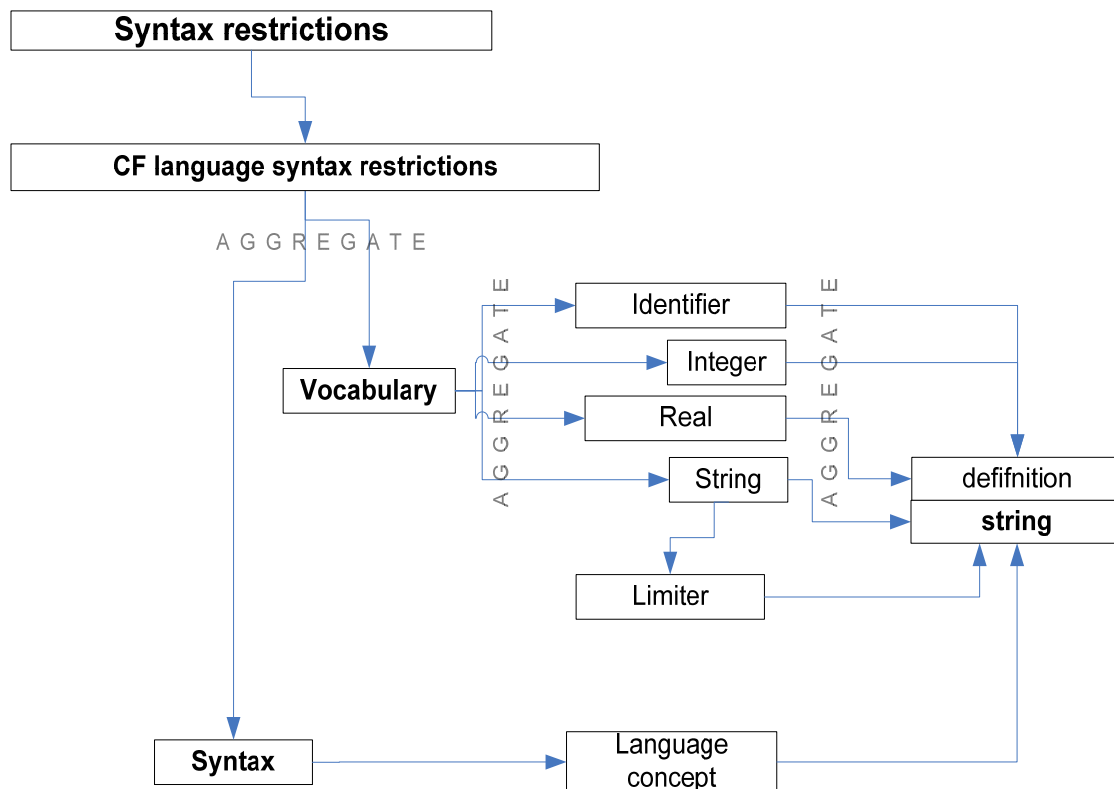 Syntax restrictions
CF language syntax restrictions
AGGREGATE
AGGREGATE
AGGREGATE
Identifier
Integer
Vocabulary
Real
String
defifnition
string
Limiter
Syntax
Language
concept